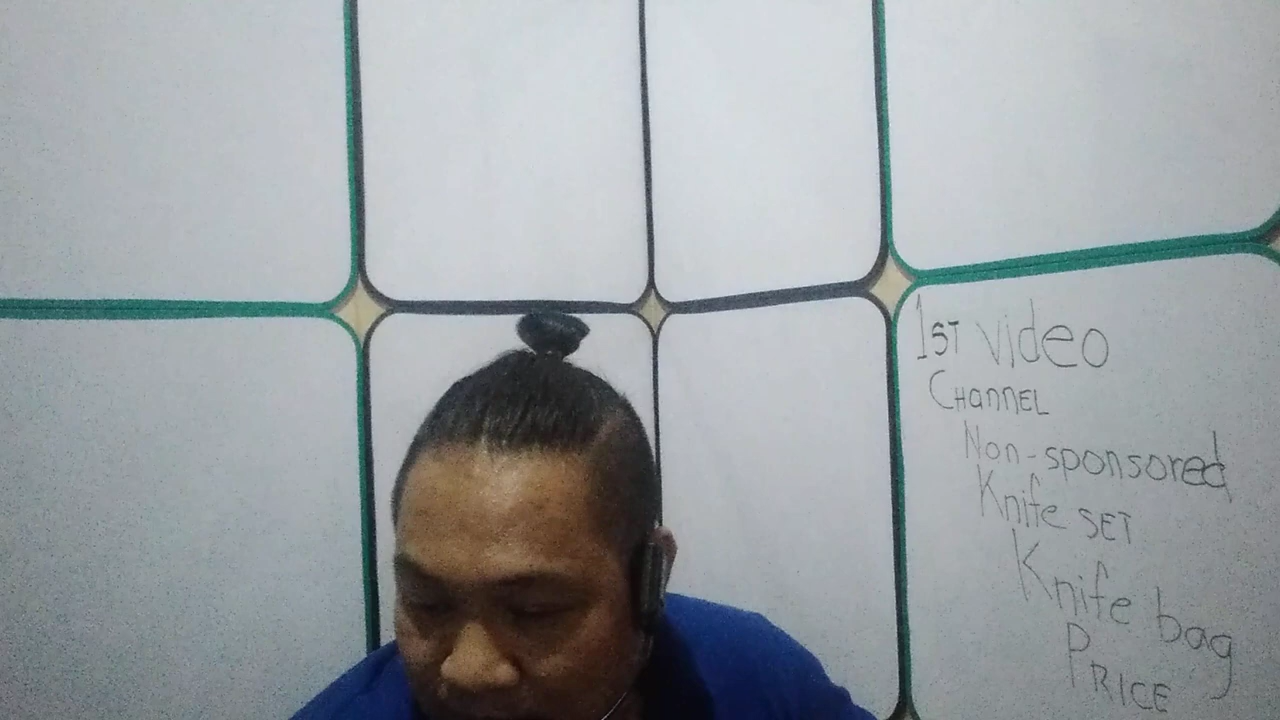 1ST Video
CHanNEL
Non-sponsored
Knife SET
Knife bag
PRICE